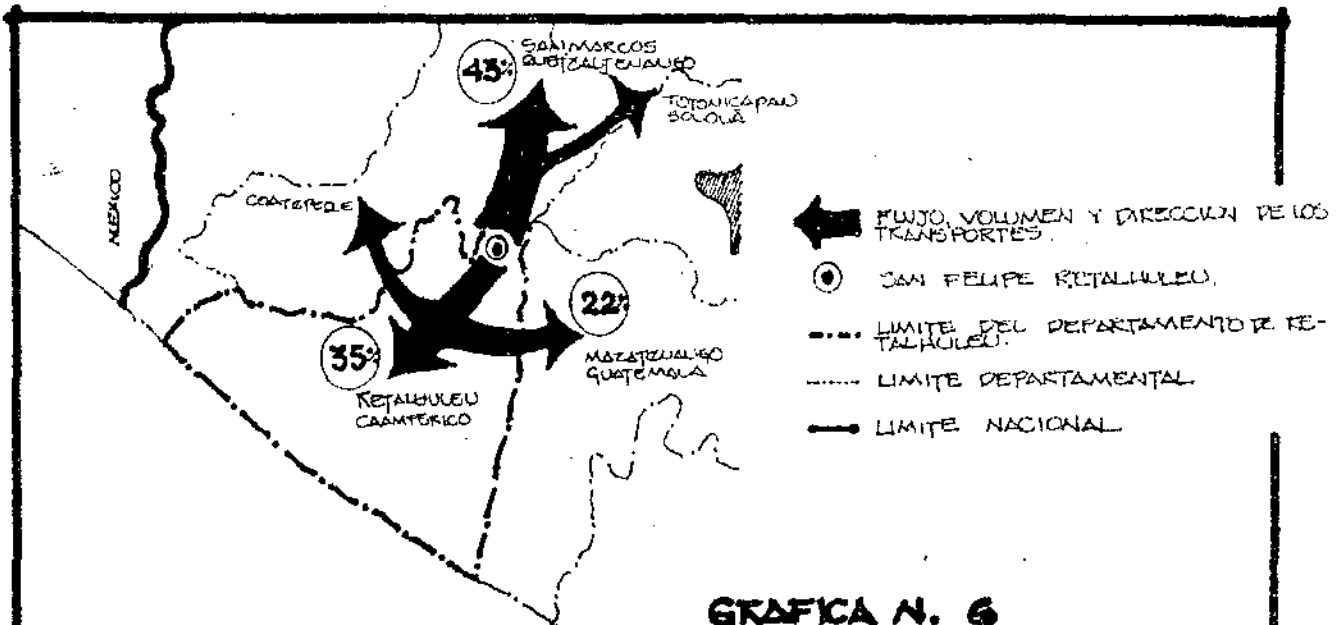 43%
SAN MARCOS
QUETZALTENANGO
TOTONICAPAN
SOLOLÁ
MEXICO
COATEPEQUE
22%
MAZATENANGO
GUATEMALA
35%
RETALHULEU
CHAMPERICO
FLUJO, VOLUMEN Y DIRECCION DE LOS
TRANSPORTES.
SAN FELIPE RETALHULEU.
LIMITE DEL DEPARTAMENTO DE RE-
TALHULEU.
LIMITE DEPARTAMENTAL
LIMITE NACIONAL
GRAFICA N. 6